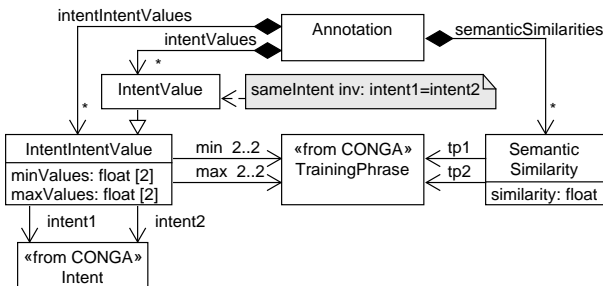 intentIntentValues
intentValues
Annotation
semanticSimilarities
*
IntentValue
sameIntent inv: intent1=intent2
*
*
IntentIntentValue
minValues: float [2]
maxValues: float [2]
min 2..2
max 2..2
«from CONGA»
TrainingPhrase
tp1
tp2
Semantic
Similarity
similarity: float
intent1
intent2
«from CONGA»
Intent